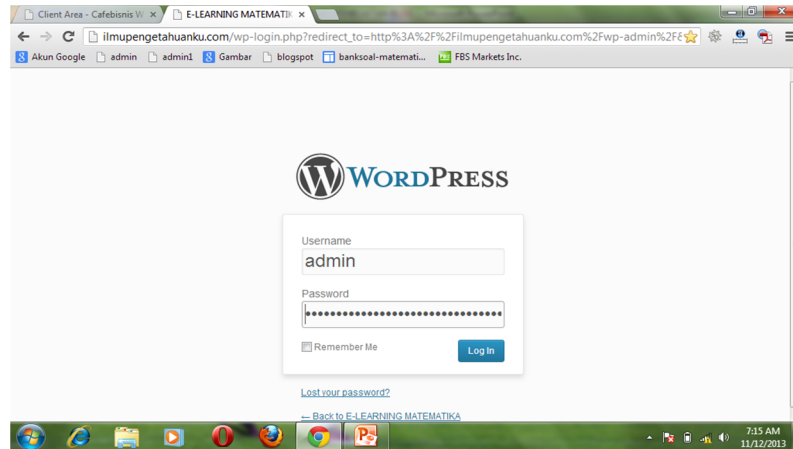 Client Area - Cafebisnis W
E-LEARNING MATEMATIK
ilmupengetahuanku.com/wp-login.php?redirect_to=http%3A%2F%2Filmupengetahuanku.com%2Fwp-admin%2F
Akun Google admin admin1 Gambar blogspot banksoal-matemati... FBS Markets Inc.
WORDPRESS
Username
admin
Password
Remember Me
Log In
Lost your password?
← Back to E-LEARNING MATEMATIKA
7:15 AM
11/12/2013